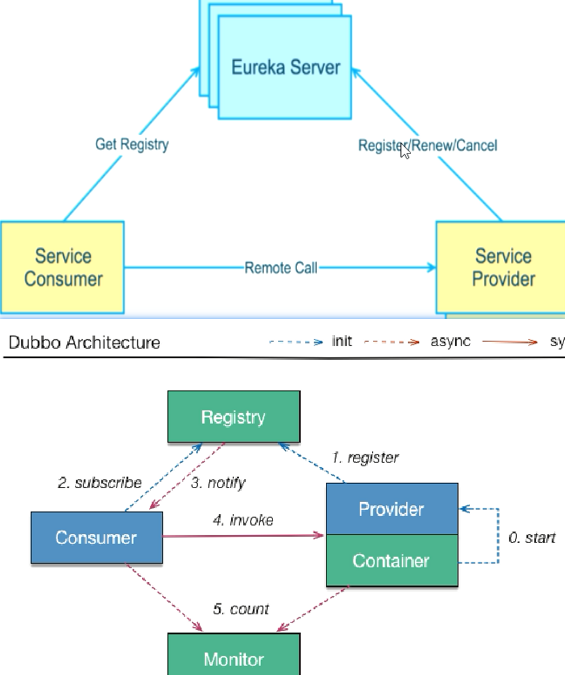 Eureka Server
Get Registry
Register/Renew/Cancel
Service
Consumer
Remote Call
Service
Provider
Dubbo Architecture
init
async
sy
Registry
1. register
2. subscribe
3. notify
Provider
4. invoke
Consumer
0. start
Container
5. count
Monitor